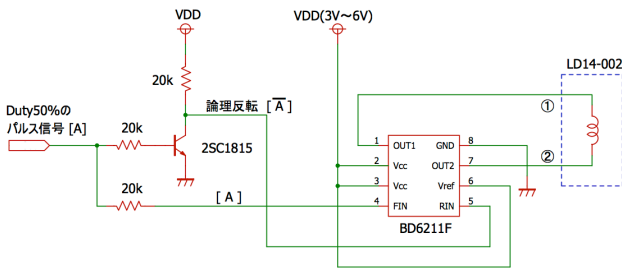 VDD
VDD(3V～6V)
LD14-002
20k
Duty50%の
パルス信号 [A]
論理反転 [A̅]
①
20k
2SC1815
1 OUT1 GND 8
②
2 Vcc OUT2 7
3 Vcc Vref 6
20k
[ A ]
4 FIN RIN 5
BD6211F